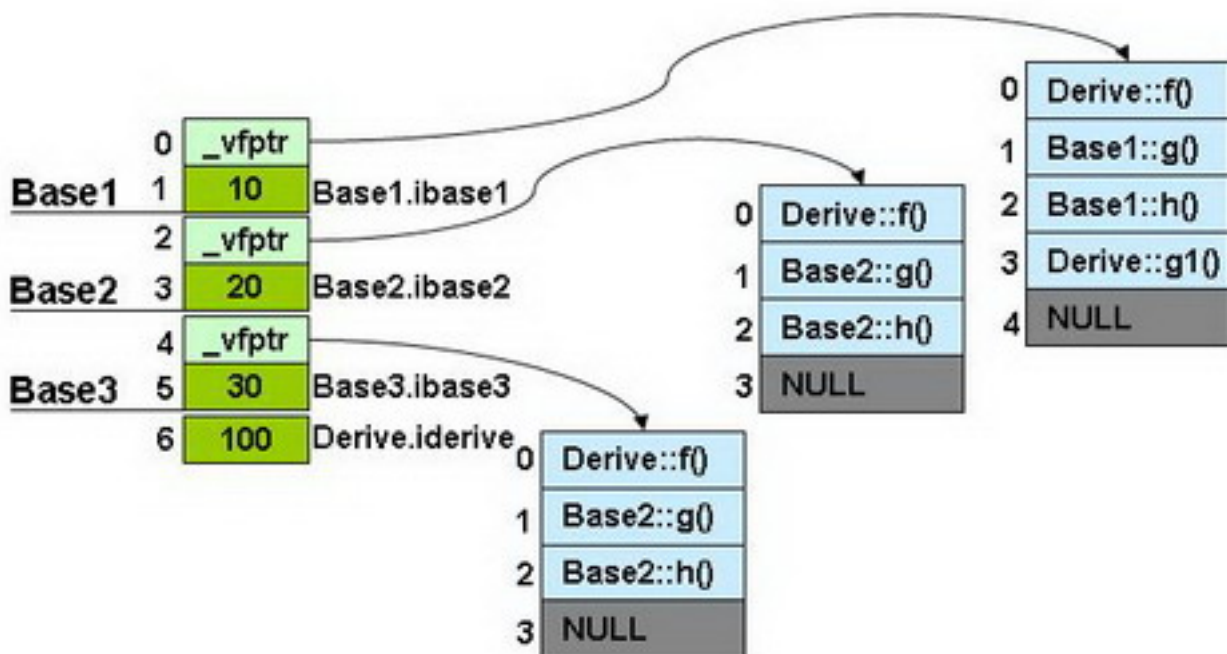 0 _vfptr
Base1 1 10 Base1.ibase1
2 _vfptr
Base2 3 20 Base2.ibase2
4 _vfptr
Base3 5 30 Base3.ibase3
6 100 Derive.iderive
0 Derive::f()
1 Base1::g()
2 Base1::h()
3 Derive::g1()
4 NULL
0 Derive::f()
1 Base2::g()
2 Base2::h()
3 NULL
0 Derive::f()
1 Base2::g()
2 Base2::h()
3 NULL